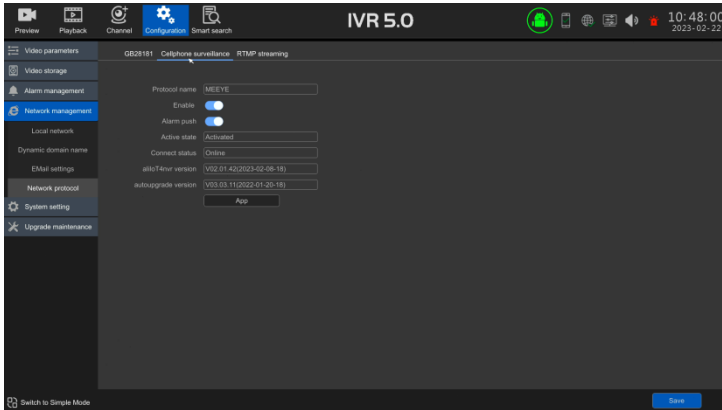 IVR 5.0
10:48:00
2023-02-22
Preview
Playback
Channel
Configuration
Smart search
Video parameters
Video storage
Alarm management
Network management
Local network
Dynamic domain name
EMail settings
Network protocol
System setting
Upgrade maintenance
GB28181 Cellphone surveillance RTMP streaming
Protocol name MEEYE
Enable
Alarm push
Active state Activated
Connect status Online
aliIoT4nvr version V02.01.42(2023-02-08-18)
autoupgrade version V03.03.11(2022-01-20-18)
App
Switch to Simple Mode
Save